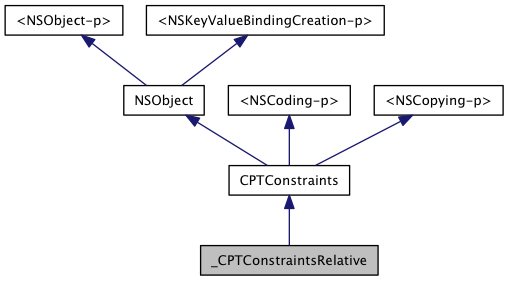 <NSObject-p>
<NSKeyValueBindingCreation-p>
NSObject
<NSCoding-p>
<NSCopying-p>
CPTConstraints
_CPTConstraintsRelative